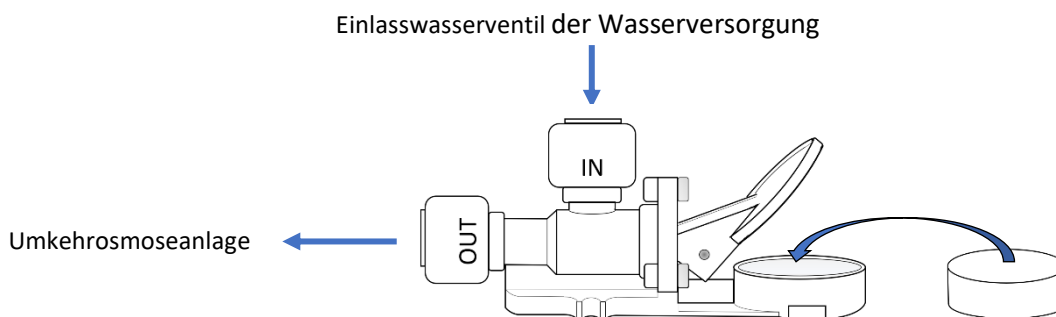 Einlasswasserventil der Wasserversorgung
IN
OUT
Umkehrosmoseanlage